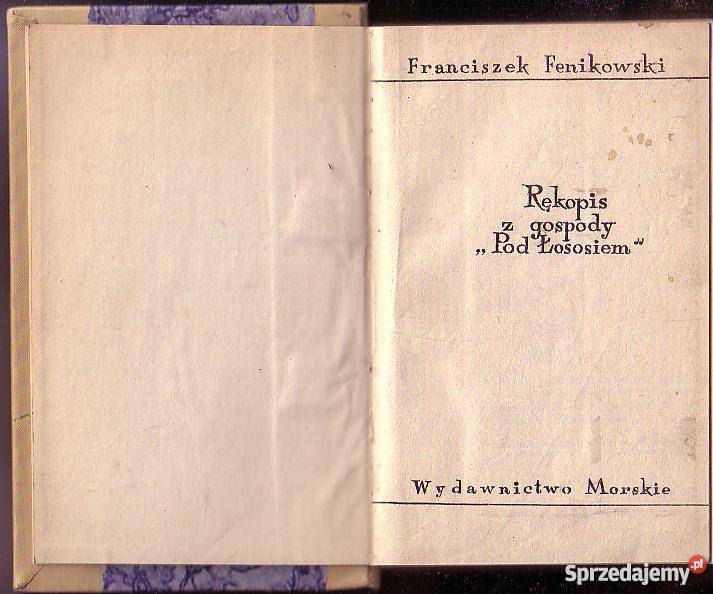 Franciszek Fenikowski
Rękopis
z gospody
„Pod Łososiem”
Wydawnictwo Morskie
Sprzedajemy.pl